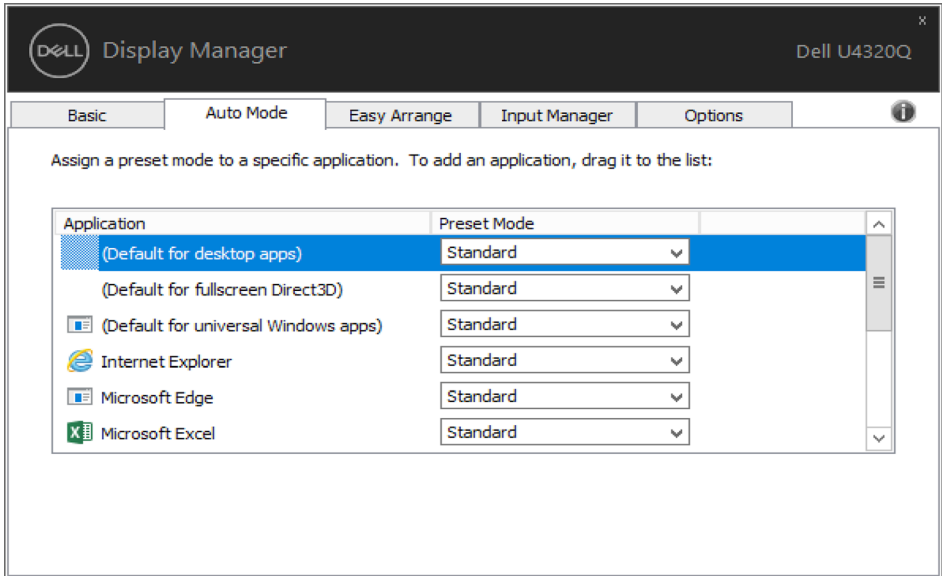 x
DELL Display Manager Dell U4320Q
Basic Auto Mode Easy Arrange Input Manager Options i
Assign a preset mode to a specific application. To add an application, drag it to the list:
Application Preset Mode
(Default for desktop apps) Standard
(Default for fullscreen Direct3D) Standard
(Default for universal Windows apps) Standard
Internet Explorer Standard
Microsoft Edge Standard
Microsoft Excel Standard